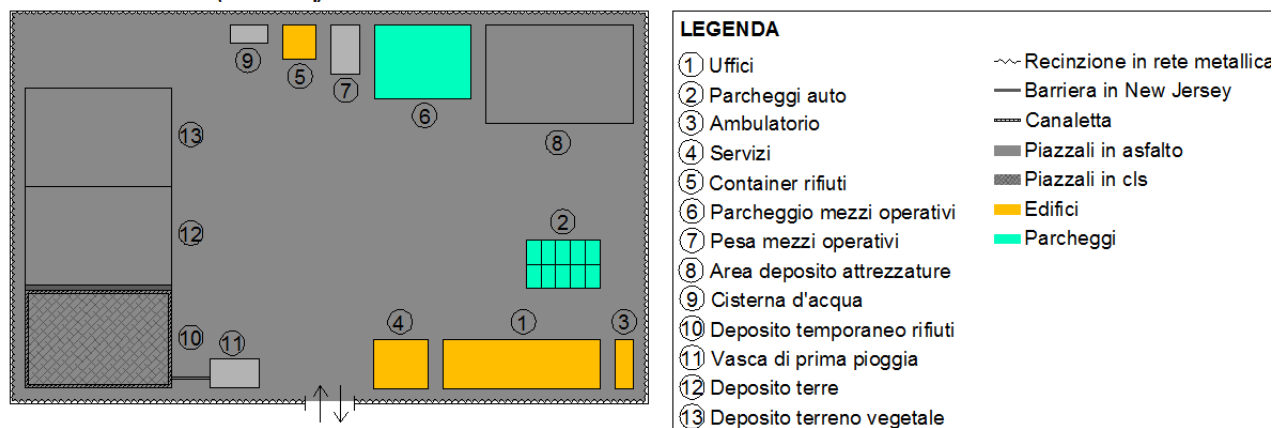 9
5
7
6
8
13
12
2
10
11
4
1
3
LEGENDA
1 Uffici
2 Parcheggi auto
3 Ambulatorio
4 Servizi
5 Container rifiuti
6 Parcheggio mezzi operativi
7 Pesa mezzi operativi
8 Area deposito attrezzature
9 Cisterna d'acqua
10 Deposito temporaneo rifiuti
11 Vasca di prima pioggia
12 Deposito terre
13 Deposito terreno vegetale
Recinzione in rete metallica
Barriera in New Jersey
Canaletta
Piazzali in asfalto
Piazzali in cls
Edifici
Parcheggi